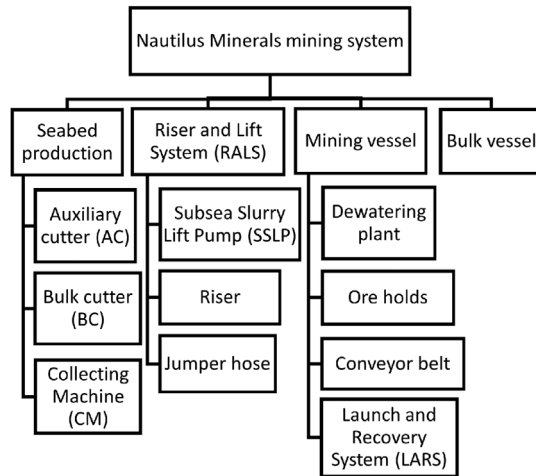 Nautilus Minerals mining system
Seabed
production
Riser and Lift
System (RALS)
Mining vessel
Bulk vessel
Auxiliary
cutter (AC)
Bulk cutter
(BC)
Collecting
Machine
(CM)
Subsea Slurry
Lift Pump (SSLP)
Riser
Jumper hose
Dewatering
plant
Ore holds
Conveyor belt
Launch and
Recovery
System (LARS)